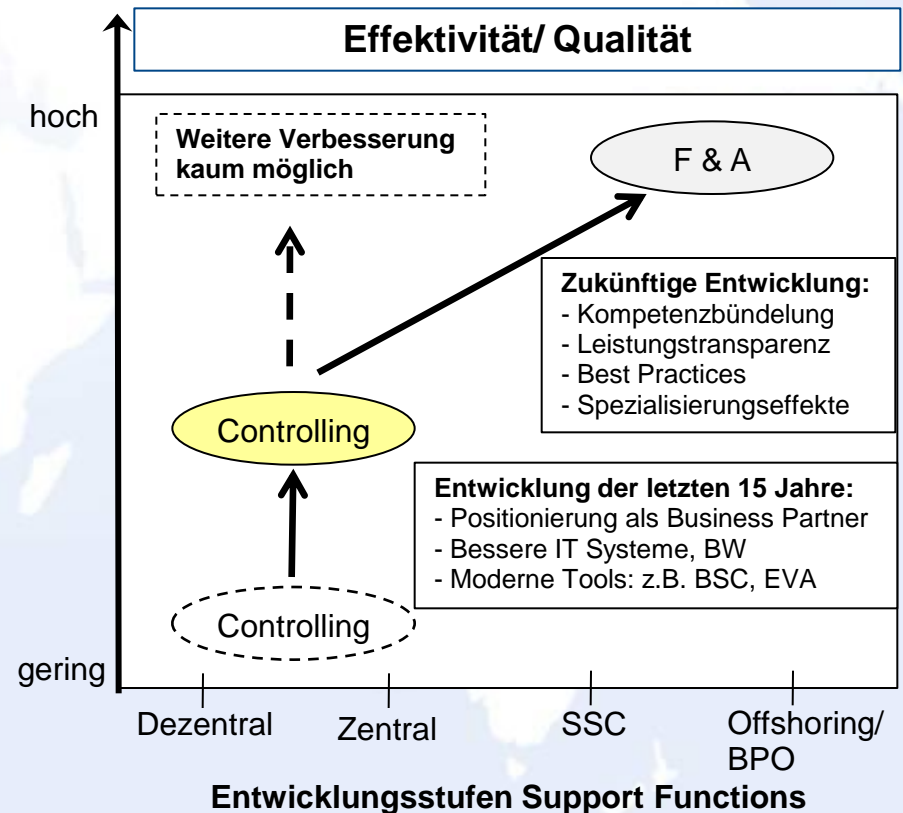 Effektivität/ Qualität
hoch
Weitere Verbesserung
kaum möglich
F & A
Zukünftige Entwicklung:
- Kompetenzbündelung
- Leistungstransparenz
- Best Practices
- Spezialisierungseffekte
Controlling
Entwicklung der letzten 15 Jahre:
- Positionierung als Business Partner
- Bessere IT Systeme, BW
- Moderne Tools: z.B. BSC, EVA
Controlling
gering
Dezentral
Zentral
SSC
Offshoring/
BPO
Entwicklungsstufen Support Functions